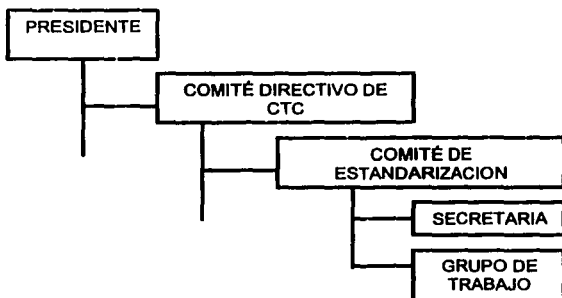 PRESIDENTE
COMITÉ DIRECTIVO DE
CTC
COMITÉ DE
ESTANDARIZACION
SECRETARIA
GRUPO DE
TRABAJO